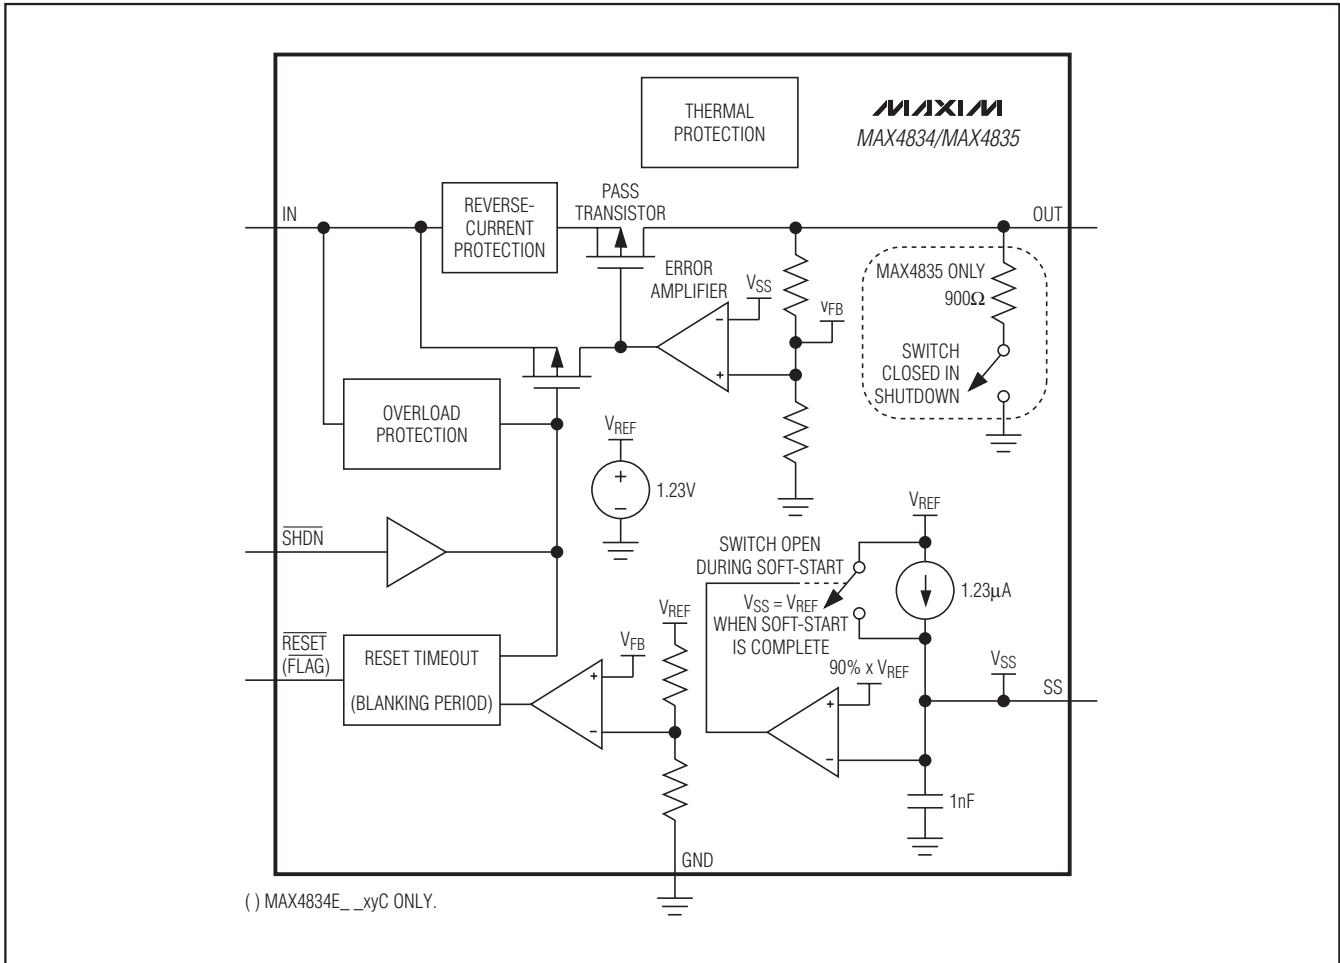 THERMAL
PROTECTION
MAXIM
MAX4834/MAX4835
IN
REVERSE-
CURRENT
PROTECTION
PASS
TRANSISTOR
OUT
ERROR
AMPLIFIER
VSS
−
+
VFB
MAX4835 ONLY
900Ω
SWITCH
CLOSED IN
SHUTDOWN
OVERLOAD
PROTECTION
VREF
+
−
1.23V
SHDN
VREF
SWITCH OPEN
DURING SOFT-START
1.23µA
VSS = VREF
WHEN SOFT-START
IS COMPLETE
RESET
(FLAG)
RESET TIMEOUT
(BLANKING PERIOD)
VFB
+
−
VREF
90% x VREF
+
−
VSS
SS
1nF
GND
( ) MAX4834E_ _xyC ONLY.